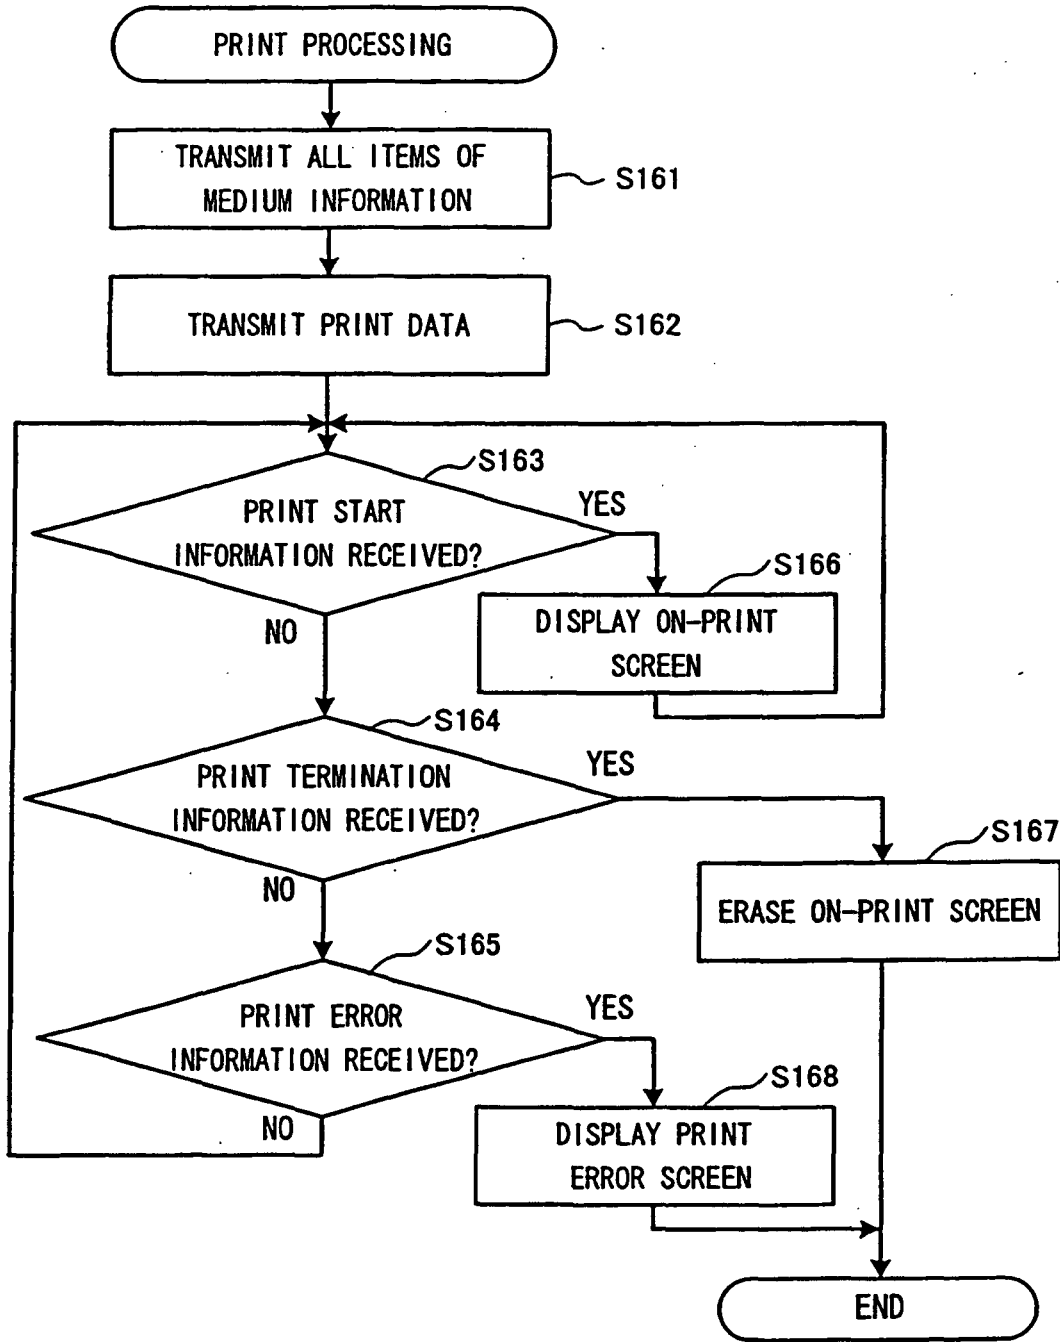 PRINT PROCESSING
TRANSMIT ALL ITEMS OF
MEDIUM INFORMATION
S161
TRANSMIT PRINT DATA
S162
S163
PRINT START
INFORMATION RECEIVED?
YES
NO
S166
DISPLAY ON-PRINT
SCREEN
S164
PRINT TERMINATION
INFORMATION RECEIVED?
YES
NO
S167
ERASE ON-PRINT SCREEN
S165
PRINT ERROR
INFORMATION RECEIVED?
YES
NO
S168
DISPLAY PRINT
ERROR SCREEN
END